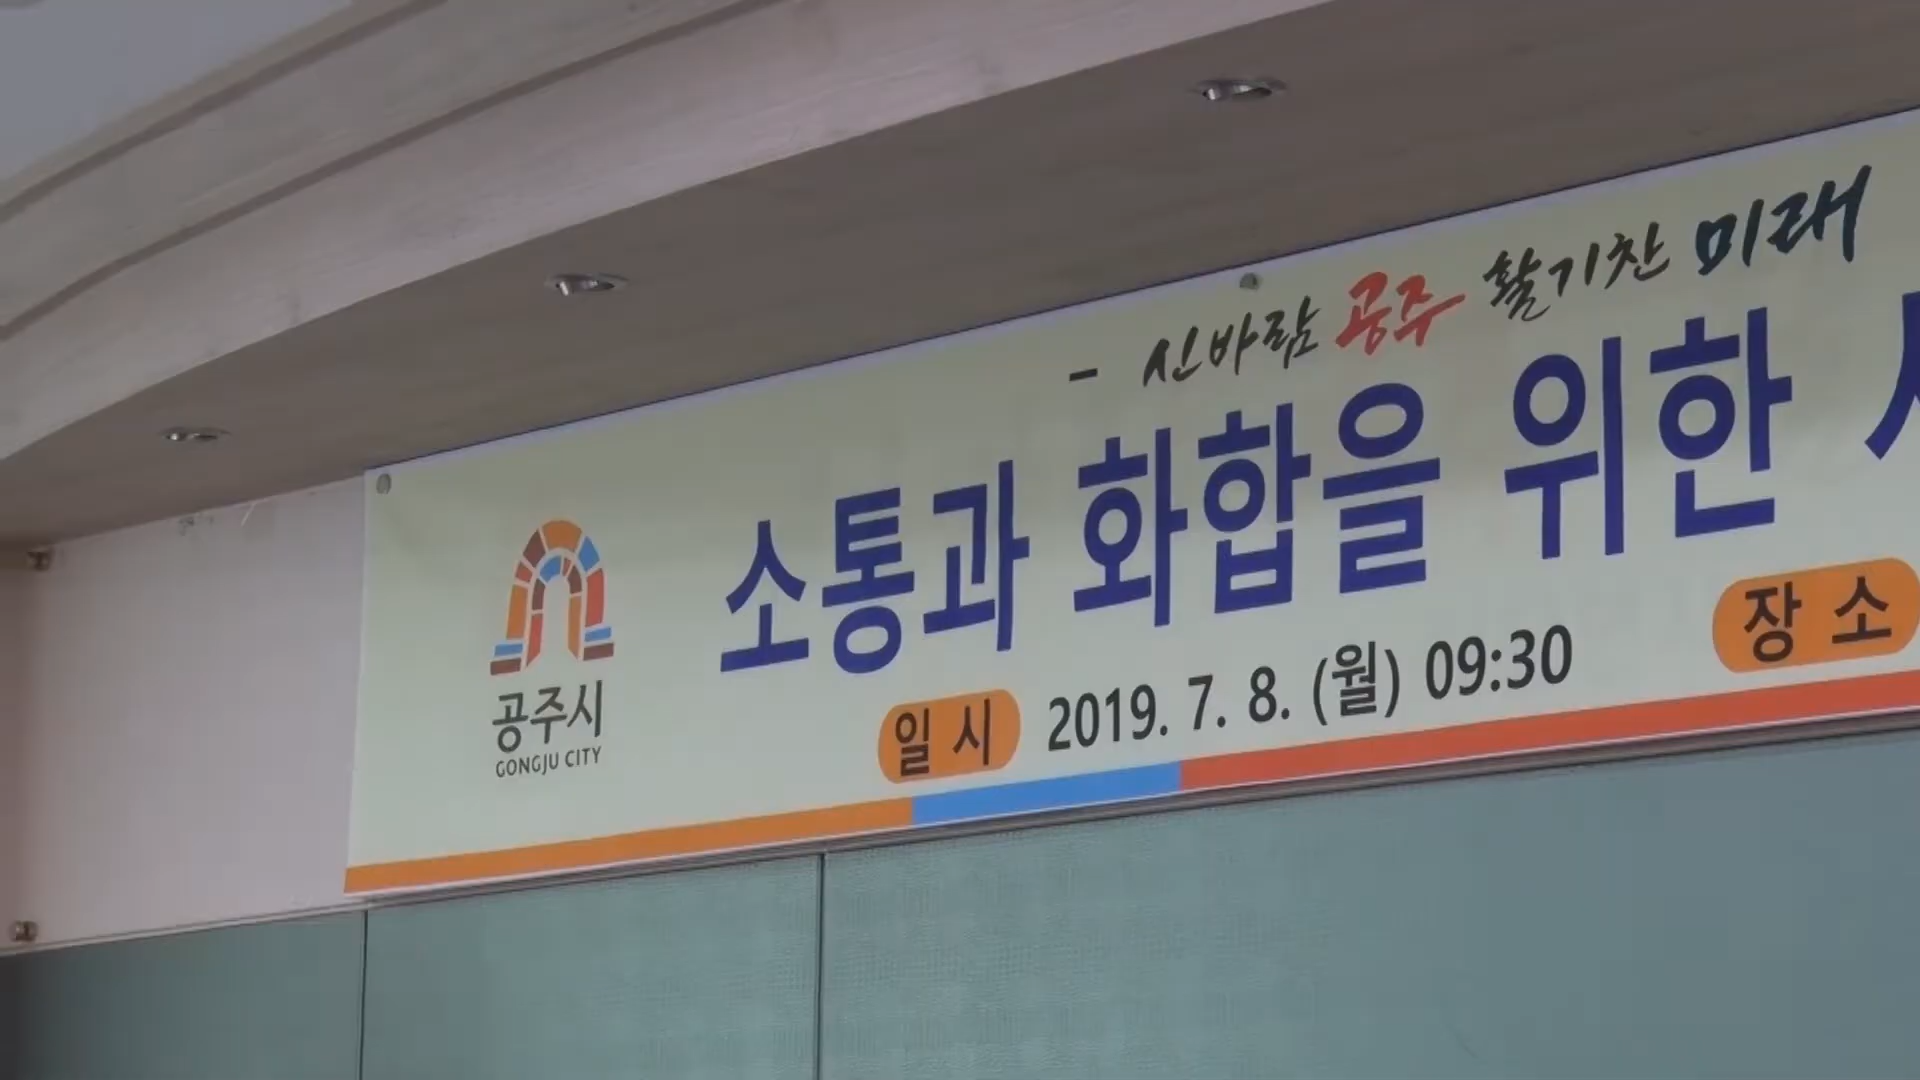 - 신바람 공주 활기찬 미래
소통과 화합을 위한
일 시 2019. 7. 8. (월) 09:30
장 소
공주시
GONGJU CITY